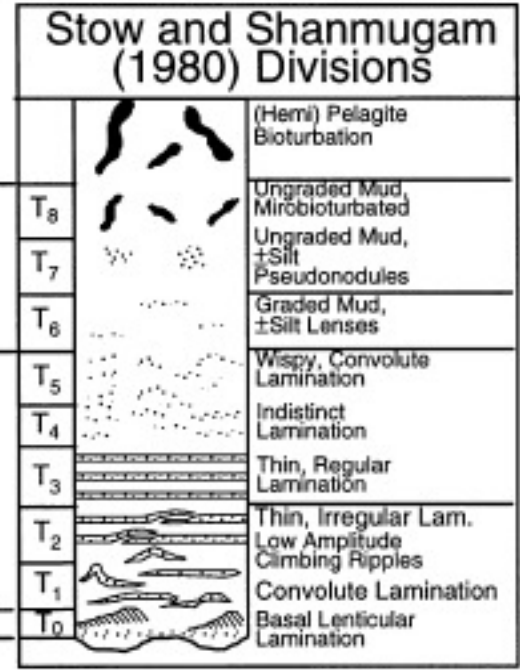 Stow and Shanmugam
(1980) Divisions
(Hemi) Pelagite
Bioturbation
T8
Ungraded Mud,
Mirobioturbated
T7
Ungraded Mud,
±Silt
Pseudonodules
T6
Graded Mud,
±Silt Lenses
T5
Wispy, Convolute
Lamination
T4
Indistinct
Lamination
T3
Thin, Regular
Lamination
T2
Thin, Irregular Lam.
Low Amplitude
Climbing Ripples
T1
Convolute Lamination
T0
Basal Lenticular
Lamination